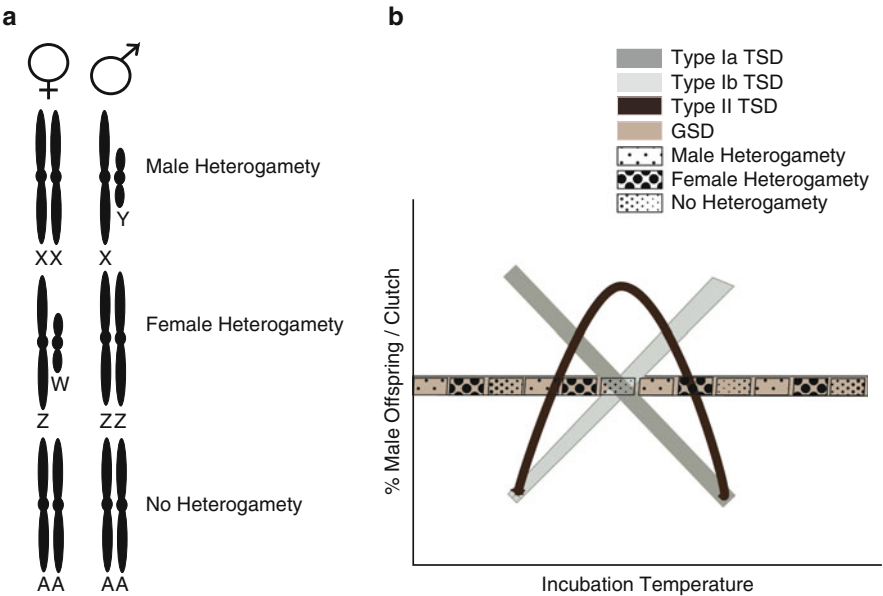 a
Male Heterogamety
Y
XX X
Female Heterogamety
W
Z ZZ
No Heterogamety
AA AA
b
Type Ia TSD
Type Ib TSD
Type II TSD
GSD
Male Heterogamety
Female Heterogamety
No Heterogamety
% Male Offspring / Clutch
Incubation Temperature